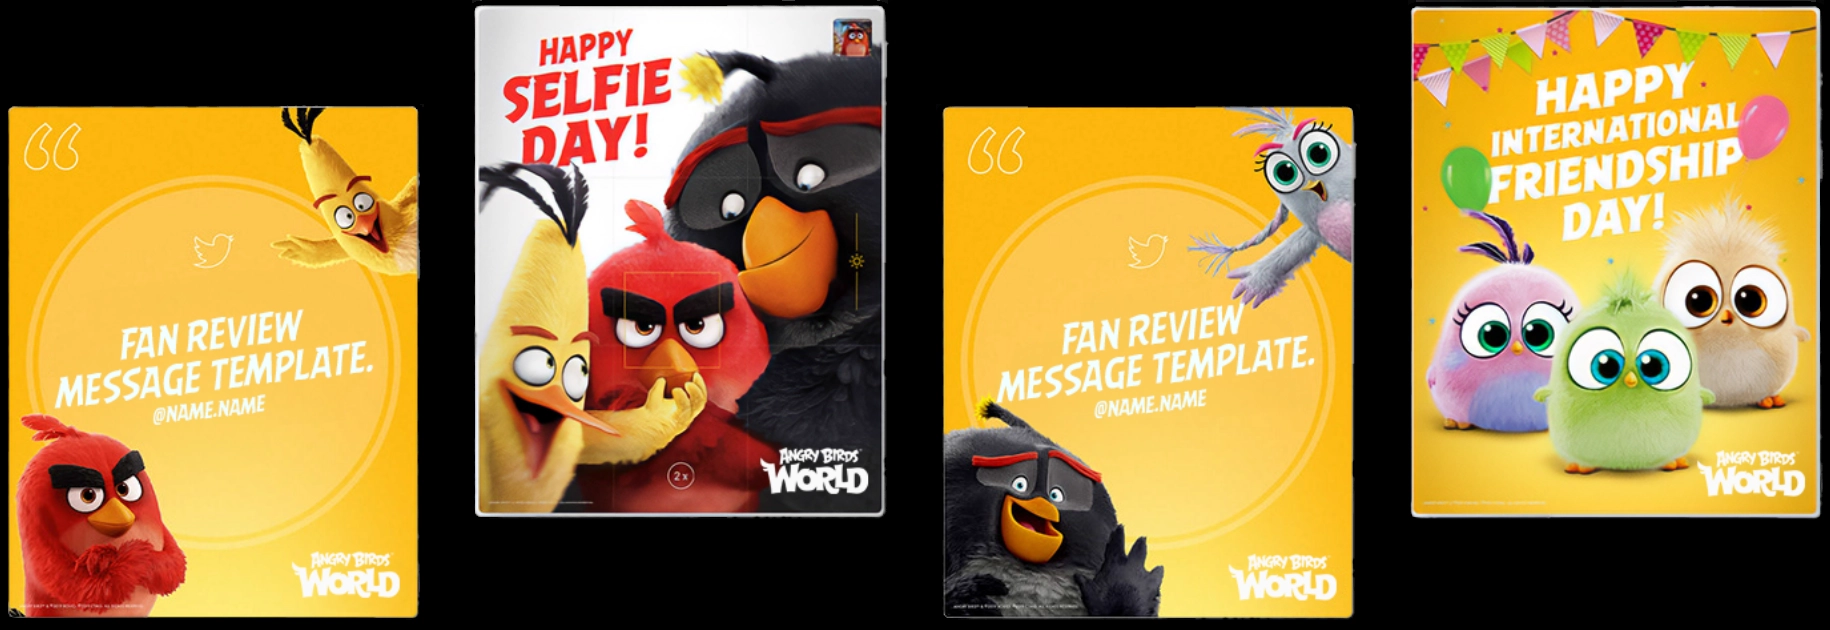 FAN REVIEW
MESSAGE TEMPLATE.
@NAME.NAME
ANGRY BIRDS
WORLD
HAPPY
SELFIE
DAY!
2x
ANGRY BIRDS
WORLD
FAN REVIEW
MESSAGE TEMPLATE.
@NAME.NAME
ANGRY BIRDS
WORLD
HAPPY
INTERNATIONAL
FRIENDSHIP
DAY!
ANGRY BIRDS
WORLD